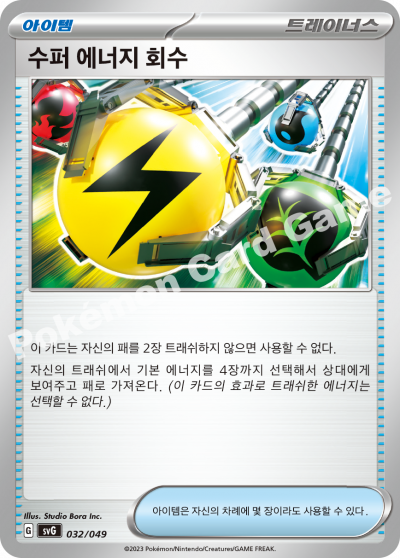 아이템 트레이너스
수퍼 에너지 회수
Pokémon Card Game
이 카드는 자신의 패를 2장 트래쉬하지 않으면 사용할 수 없다.
자신의 트래쉬에서 기본 에너지를 4장까지 선택해서 상대에게
보여주고 패로 가져온다. (이 카드의 효과로 트래쉬한 에너지는
선택할 수 없다.)
Illus. Studio Bora Inc.
G svG 032/049
아이템은 자신의 차례에 몇 장이라도 사용할 수 있다.
©2023 Pokémon/Nintendo/Creatures/GAME FREAK.